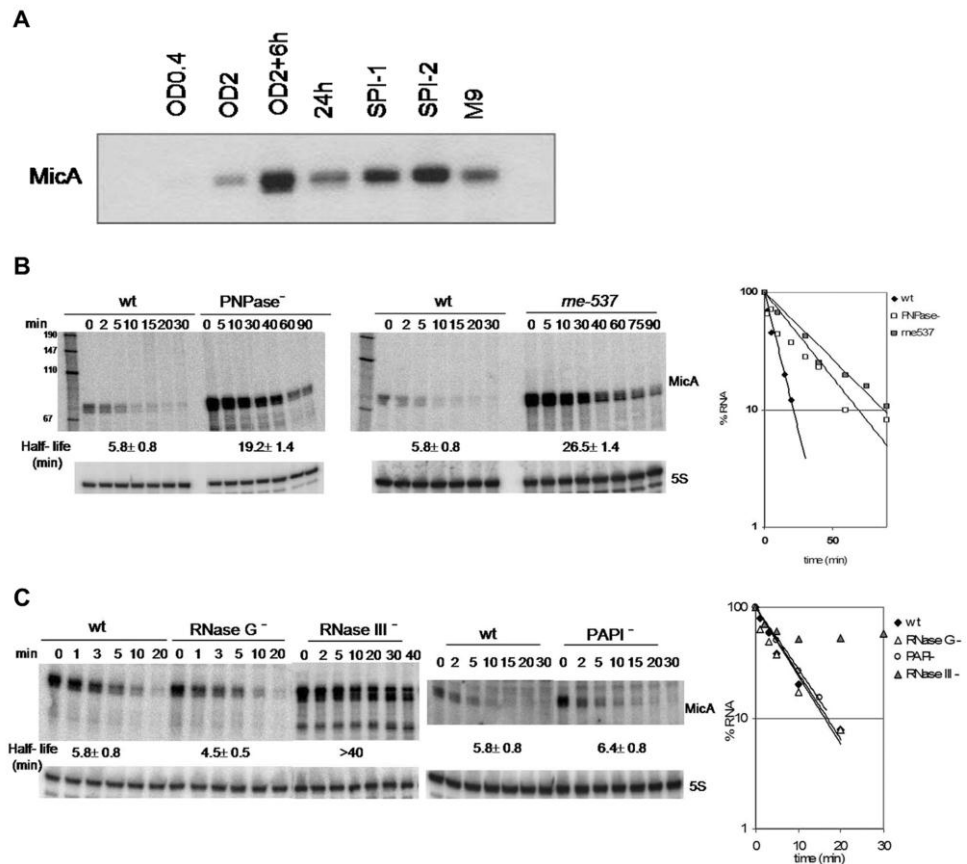 A
OD0.4 OD2 OD2+6h 24h SPI-1 SPI-2 M9
MicA
B
wt PNPase⁻
min 0 2 5 10 15 20 30 0 5 10 30 40 60 90
190
147
110
67
Half- life (min) 5.8± 0.8 19.2± 1.4
wt rne-537
0 2 5 10 15 20 30 0 5 10 30 40 60 75 90
MicA
5.8± 0.8 26.5± 1.4
5S
100
10
1
% RNA
0 50
time (min)
wt
PNPase-
rne537
C
wt RNase G⁻ RNase III⁻
min 0 1 3 5 10 20 0 1 3 5 10 20 0 2 5 10 20 30 40
Half- life (min) 5.8± 0.8 4.5± 0.5 >40
wt PAPI⁻
0 2 5 10 15 20 30 0 2 5 10 15 20 30
MicA
5.8± 0.8 6.4± 0.8
5S
100
10
1
% RNA
0 10 20 30
time (min)
wt
RNase G-
PAPI-
RNase III-